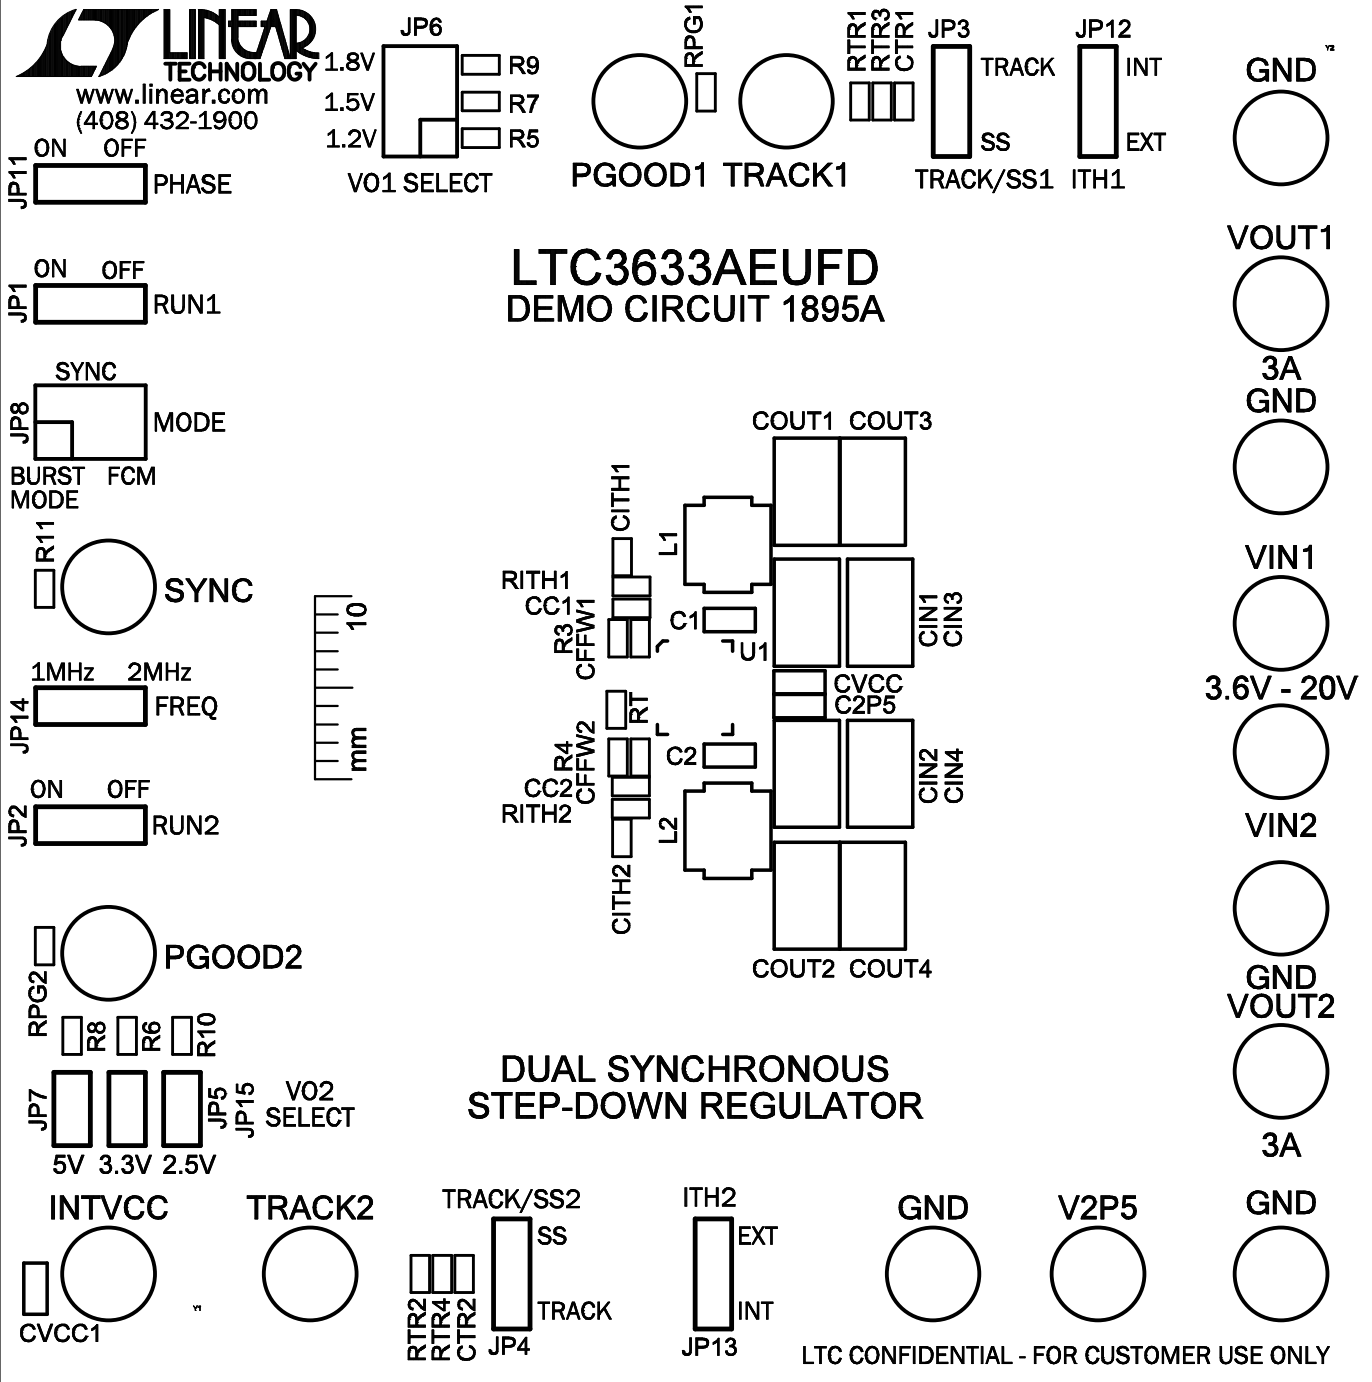 LINEAR
TECHNOLOGY
www.linear.com
(408) 432-1900
JP6
1.8V
1.5V
1.2V
R9
R7
R5
VO1 SELECT
PGOOD1
RPG1
TRACK1
RTR1
RTR3
CTR1
JP3
TRACK
SS
TRACK/SS1
JP12
INT
EXT
ITH1
GND
Y2
ON OFF
JP11
PHASE
ON OFF
JP1
RUN1
SYNC
JP8
MODE
BURST FCM
MODE
R11
SYNC
1MHz 2MHz
JP14
FREQ
ON OFF
JP2
RUN2
10
mm
LTC3633AEUFD
DEMO CIRCUIT 1895A
VOUT1
3A
GND
VIN1
3.6V - 20V
VIN2
GND
VOUT2
3A
COUT1 COUT3
CITH1
L1
RITH1
CC1
R3
CFFW1
C1
U1
CIN1
CIN3
CVCC
C2P5
RT
R4
CFFW2
C2
CC2
RITH2
L2
CIN2
CIN4
CITH2
COUT2 COUT4
PGOOD2
RPG2
R8
R6
R10
JP7
JP5
JP15
VO2
SELECT
5V 3.3V 2.5V
DUAL SYNCHRONOUS
STEP-DOWN REGULATOR
INTVCC
CVCC1
Y1
TRACK2
RTR2
RTR4
CTR2
TRACK/SS2
SS
TRACK
JP4
ITH2
EXT
INT
JP13
GND
V2P5
GND
LTC CONFIDENTIAL - FOR CUSTOMER USE ONLY